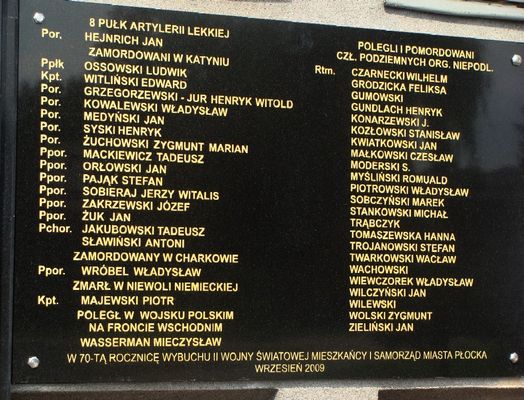 8 PUŁK ARTYLERII LEKKIEJ
Por. HEJNRICH JAN
ZAMORDOWANI W KATYNIU
Ppłk OSSOWSKI LUDWIK
Kpt. WITLIŃSKI EDWARD
Por. GRZEGORZEWSKI - JUR HENRYK WITOLD
Por. KOWALEWSKI WŁADYSŁAW
Por. MEDYŃSKI JAN
Por. SYSKI HENRYK
Por. ŻUCHOWSKI ZYGMUNT MARIAN
Ppor. MACKIEWICZ TADEUSZ
Ppor. ORŁOWSKI JAN
Ppor. PAJĄK STEFAN
Ppor. SOBIERAJ JERZY WITALIS
Ppor. ZAKRZEWSKI JÓZEF
Ppor. ŻUK JAN
Pchor. JAKUBOWSKI TADEUSZ
SŁAWIŃSKI ANTONI
ZAMORDOWANY W CHARKOWIE
Ppor. WRÓBEL WŁADYSŁAW
ZMARŁ W NIEWOLI NIEMIECKIEJ
Kpt. MAJEWSKI PIOTR
POLEGŁ W WOJSKU POLSKIM
NA FRONCIE WSCHODNIM
WASSERMAN MIECZYSŁAW
POLEGLI I POMORDOWANI
CZŁ. PODZIEMNYCH ORG. NIEPODL.
Rtm. CZARNECKI WILHELM
GRODZICKA FELIKSA
GUMOWSKI
GUNDLACH HENRYK
KONARZEWSKI J.
KOZŁOWSKI STANISŁAW
KWIATKOWSKI JAN
MAŁKOWSKI CZESŁAW
MODERSKI S.
MYŚLIŃSKI ROMUALD
PIOTROWSKI WŁADYSŁAW
SOBCZYŃSKI MAREK
STANKOWSKI MICHAŁ
TRĄBCZYK
TOMASZEWSKA HANNA
TROJANOWSKI STEFAN
TWARKOWSKI WACŁAW
WACHOWSKI
WIEWCZOREK WŁADYSŁAW
WILCZYŃSKI JAN
WILEWSKI
WOLSKI ZYGMUNT
ZIELIŃSKI JAN
W 70-TĄ ROCZNICĘ WYBUCHU II WOJNY ŚWIATOWEJ MIESZKAŃCY I SAMORZĄD MIASTA PŁOCKA
WRZESIEŃ 2009